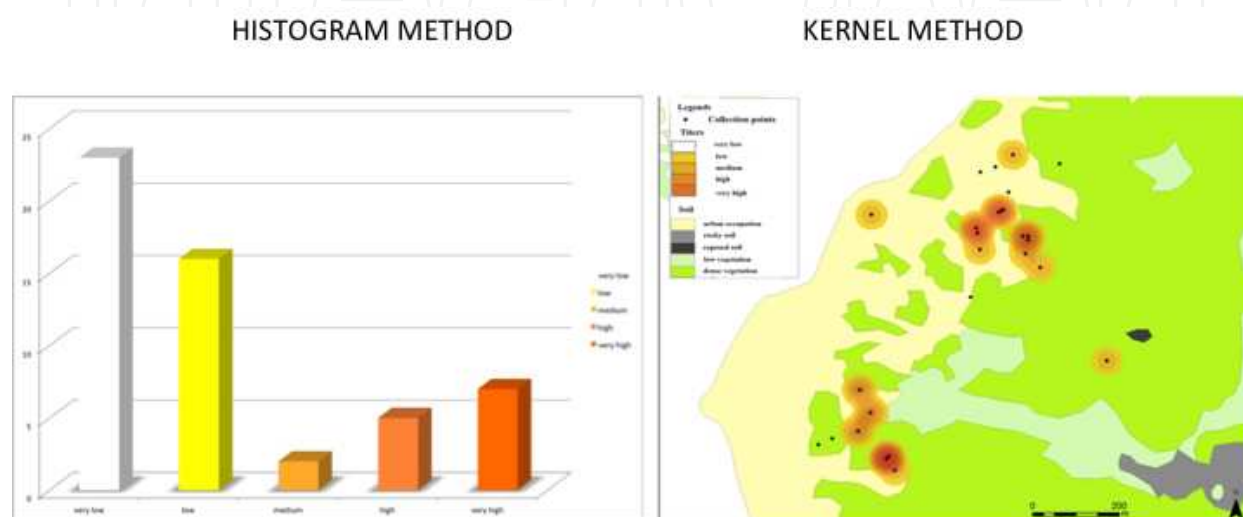 HISTOGRAM METHOD
KERNEL METHOD
25
20
15
10
5
0
very low
low
medium
high
very high
very low
low
medium
high
very high
Legends
Collection points
Titers
very low
low
medium
high
very high
Soil
urban occupation
rocky soil
exposed soil
low vegetation
dense vegetation
0 200
m